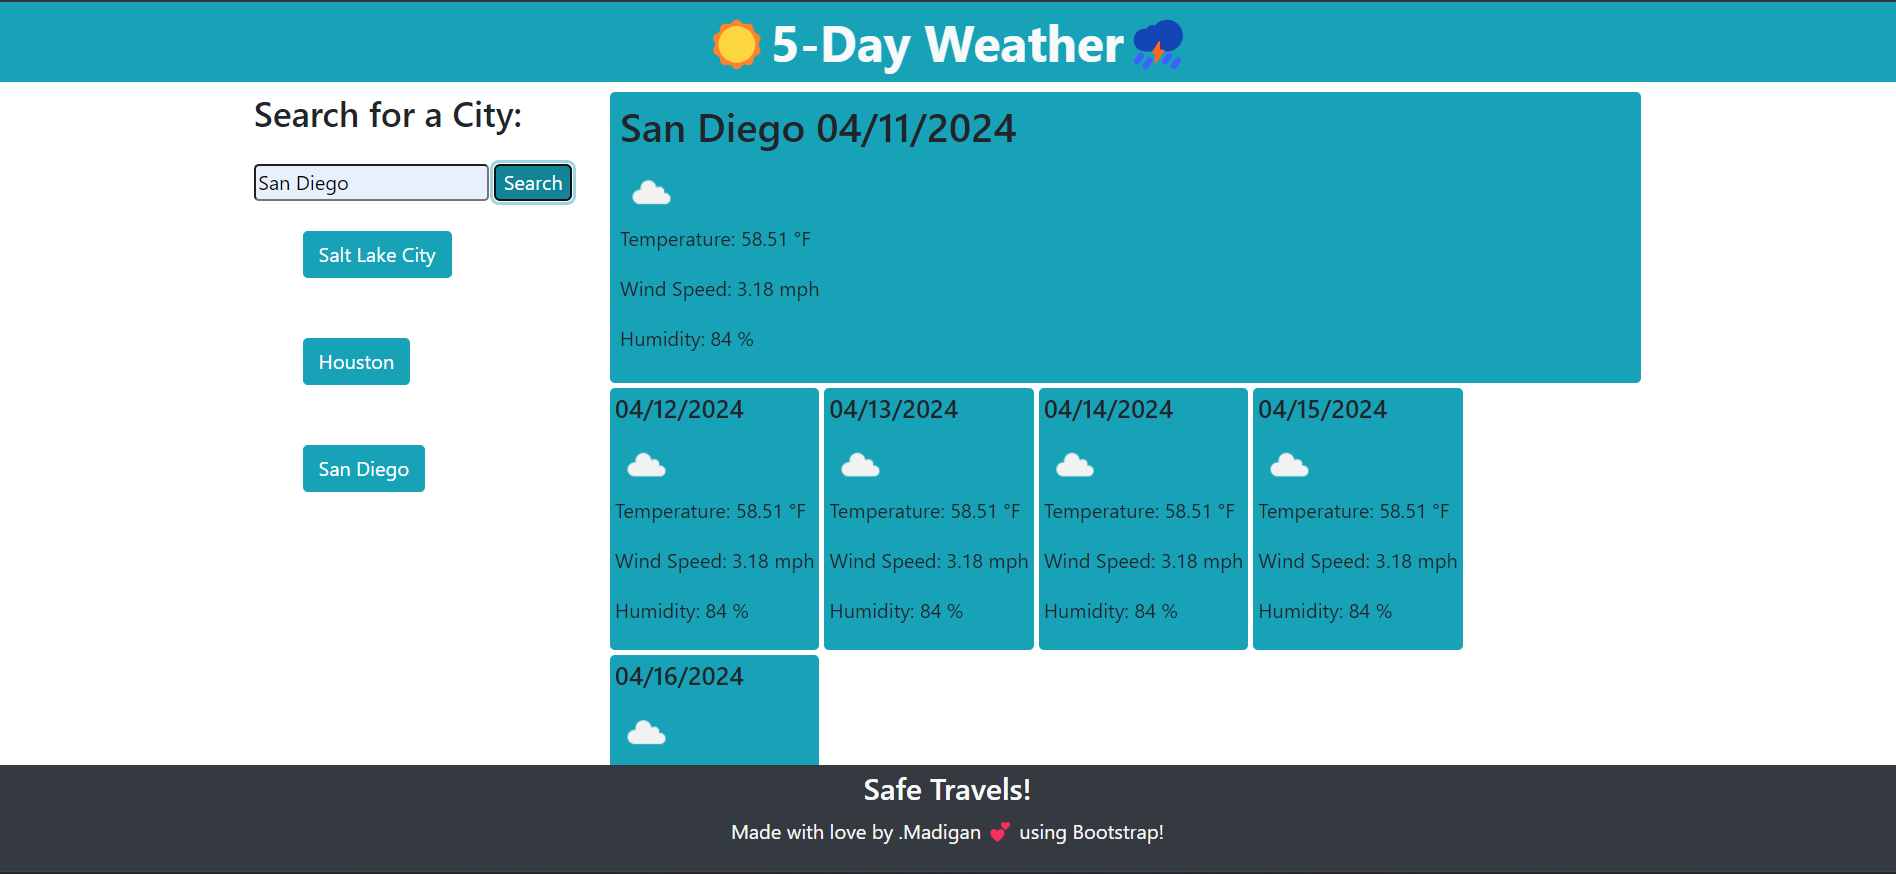 5-Day Weather
Search for a City:
San Diego
Search
Salt Lake City
Houston
San Diego
San Diego 04/11/2024
Temperature: 58.51 °F
Wind Speed: 3.18 mph
Humidity: 84 %
04/12/2024
Temperature: 58.51 °F
Wind Speed: 3.18 mph
Humidity: 84 %
04/13/2024
Temperature: 58.51 °F
Wind Speed: 3.18 mph
Humidity: 84 %
04/14/2024
Temperature: 58.51 °F
Wind Speed: 3.18 mph
Humidity: 84 %
04/15/2024
Temperature: 58.51 °F
Wind Speed: 3.18 mph
Humidity: 84 %
04/16/2024
Safe Travels!
Made with love by .Madigan 💕 using Bootstrap!